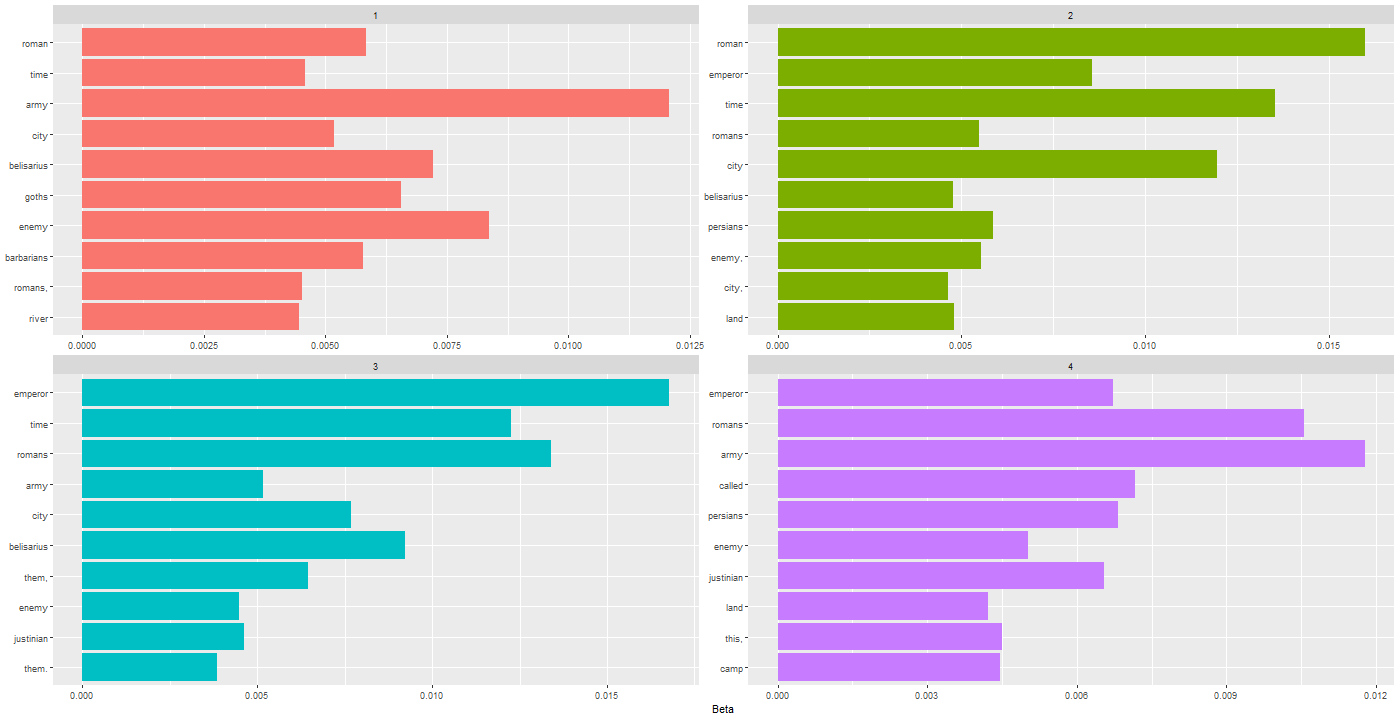 1
roman
time
army
city
belisarius
goths
enemy
barbarians
romans,
river
0.0000 0.0025 0.0050 0.0075 0.0100 0.0125
2
roman
emperor
time
romans
city
belisarius
persians
enemy,
city,
land
0.000 0.005 0.010 0.015
3
emperor
time
romans
army
city
belisarius
them,
enemy
justinian
them.
0.000 0.005 0.010 0.015
4
emperor
romans
army
called
persians
enemy
justinian
land
this,
camp
0.000 0.003 0.006 0.009 0.012
Beta